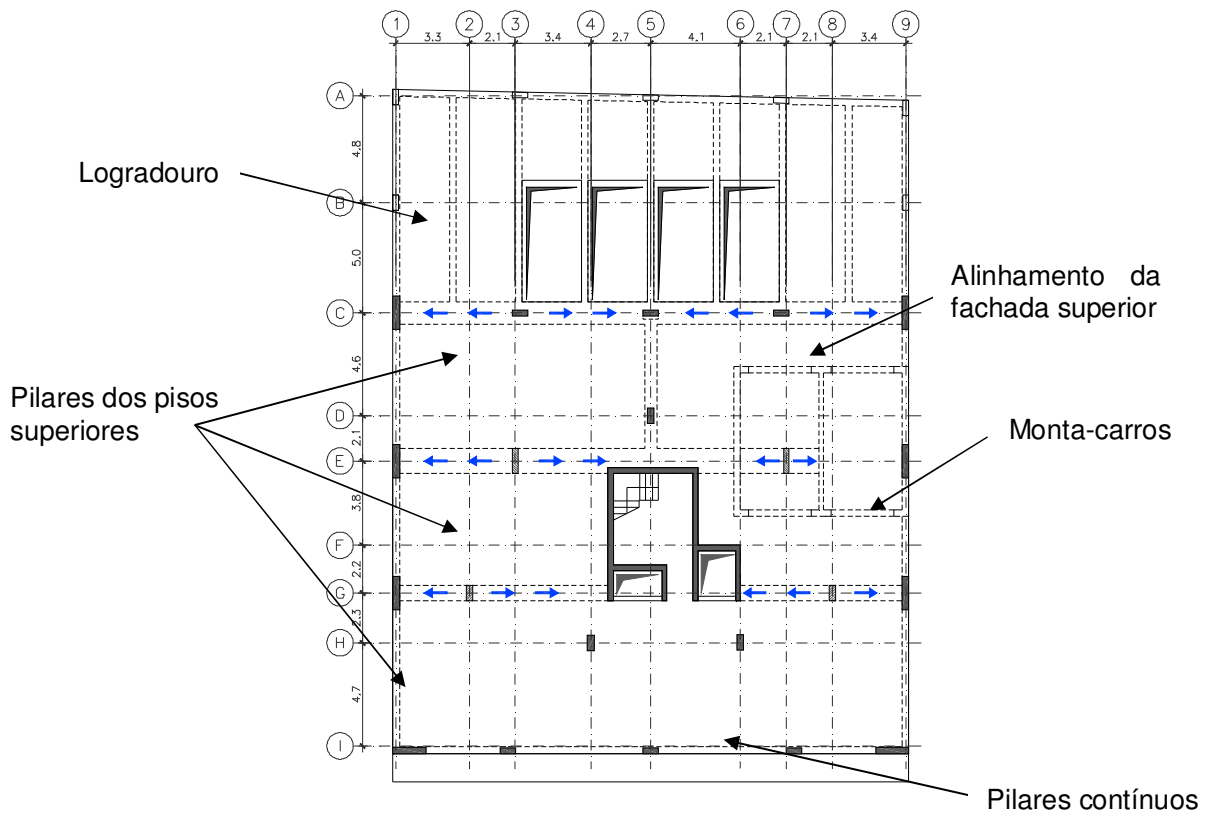 1 2 3 4 5 6 7 8 9
3.3 2.1 3.4 2.7 4.1 2.1 2.1 3.4
A
4.8
Logradouro
B
5.0
Alinhamento da
fachada superior
C
4.6
Pilares dos pisos
superiores
D
2.1
Monta-carros
E
3.8
F
2.2
G
2.3
H
4.7
I
Pilares contínuos